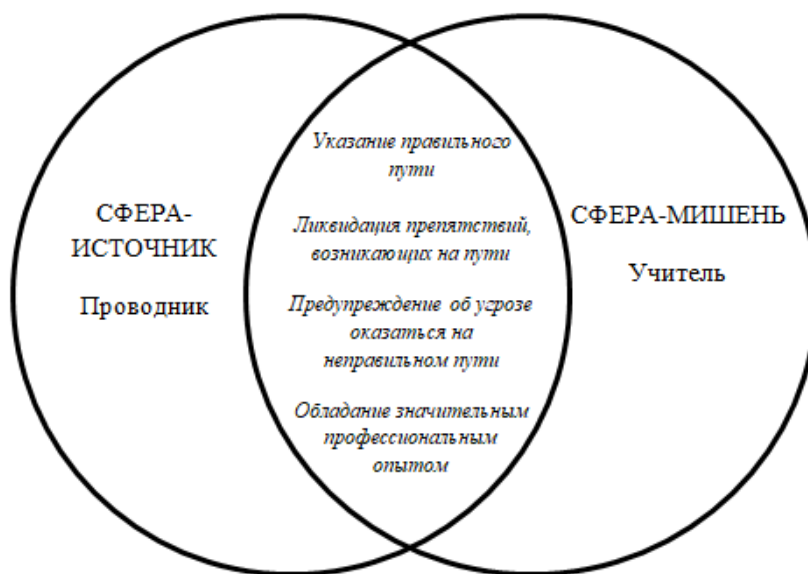 СФЕРА-
ИСТОЧНИК
Проводник
Указание правильного
пути
Ликвидация препятствий,
возникающих на пути
Предупреждение об угрозе
оказаться на
неправильном пути
Обладание значительным
профессиональным
опытом
СФЕРА-МИШЕНЬ
Учитель